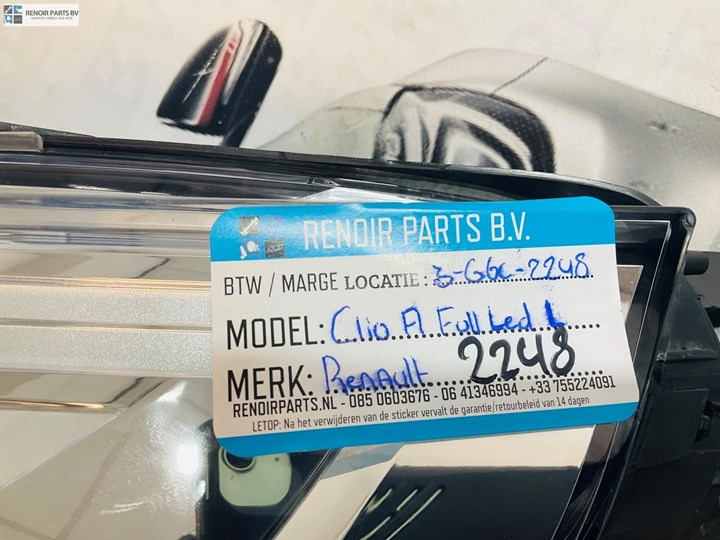 RENOIR PARTS BV
RENOIR PARTS B.V.
BTW / MARGE LOCATIE: 3-G6c-2248
MODEL: Clio A Full Led L
MERK: Renault 2248
RENOIRPARTS.NL - 085 0603676 - 06 41346994 - +33 755224091
LETOP: Na het verwijderen van de sticker vervalt de garantie/retourbeleid van 14 dagen